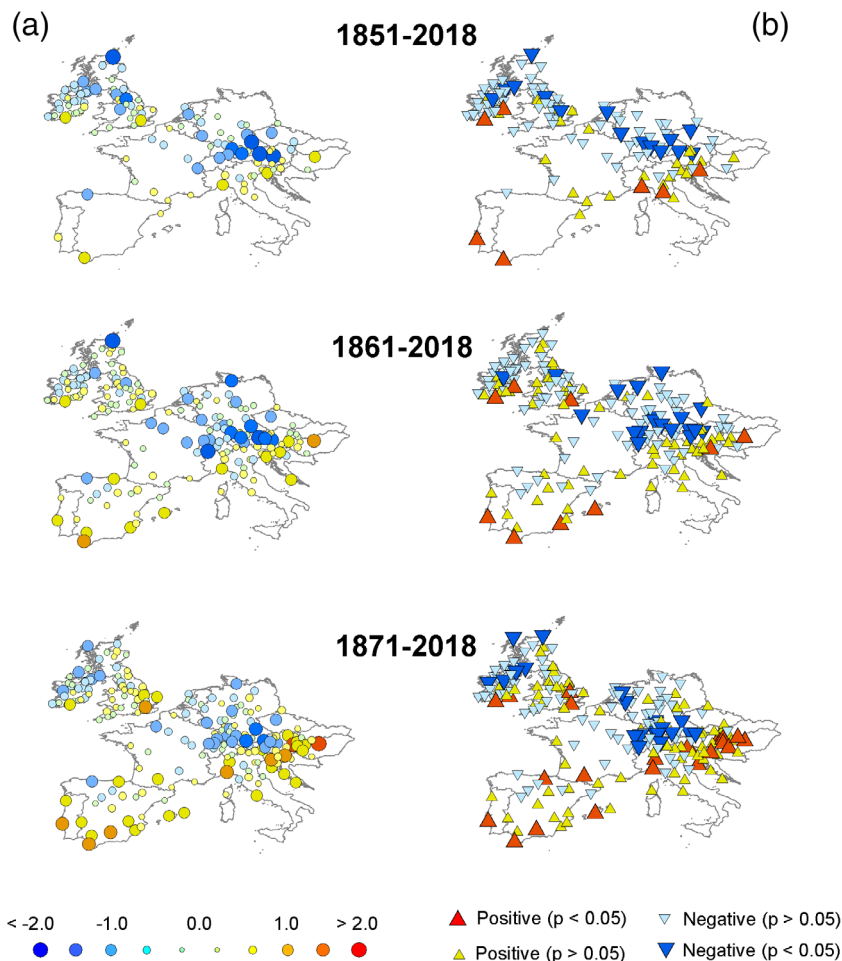 (a)
1851-2018
(b)
1861-2018
1871-2018
< -2.0 -1.0 0.0 1.0 > 2.0
Positive (p < 0.05) Negative (p > 0.05)
Positive (p > 0.05) Negative (p < 0.05)